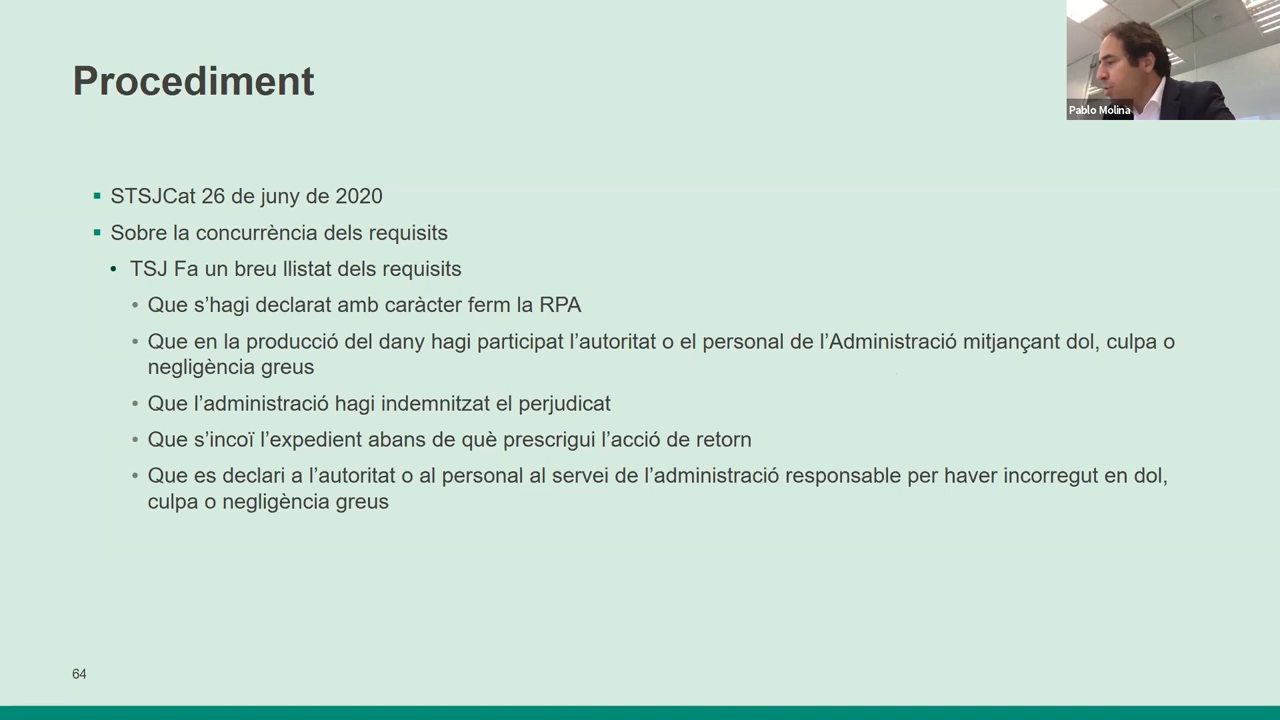 Procediment
Pablo Molina
STSJCat 26 de juny de 2020
Sobre la concurrència dels requisits
TSJ Fa un breu llistat dels requisits
Que s’hagi declarat amb caràcter ferm la RPA
Que en la producció del dany hagi participat l’autoritat o el personal de l’Administració mitjançant dol, culpa o
negligència greus
Que l’administració hagi indemnitzat el perjudicat
Que s’incoï l’expedient abans de què prescrigui l’acció de retorn
Que es declari a l’autoritat o al personal al servei de l’administració responsable per haver incorregut en dol,
culpa o negligència greus
64